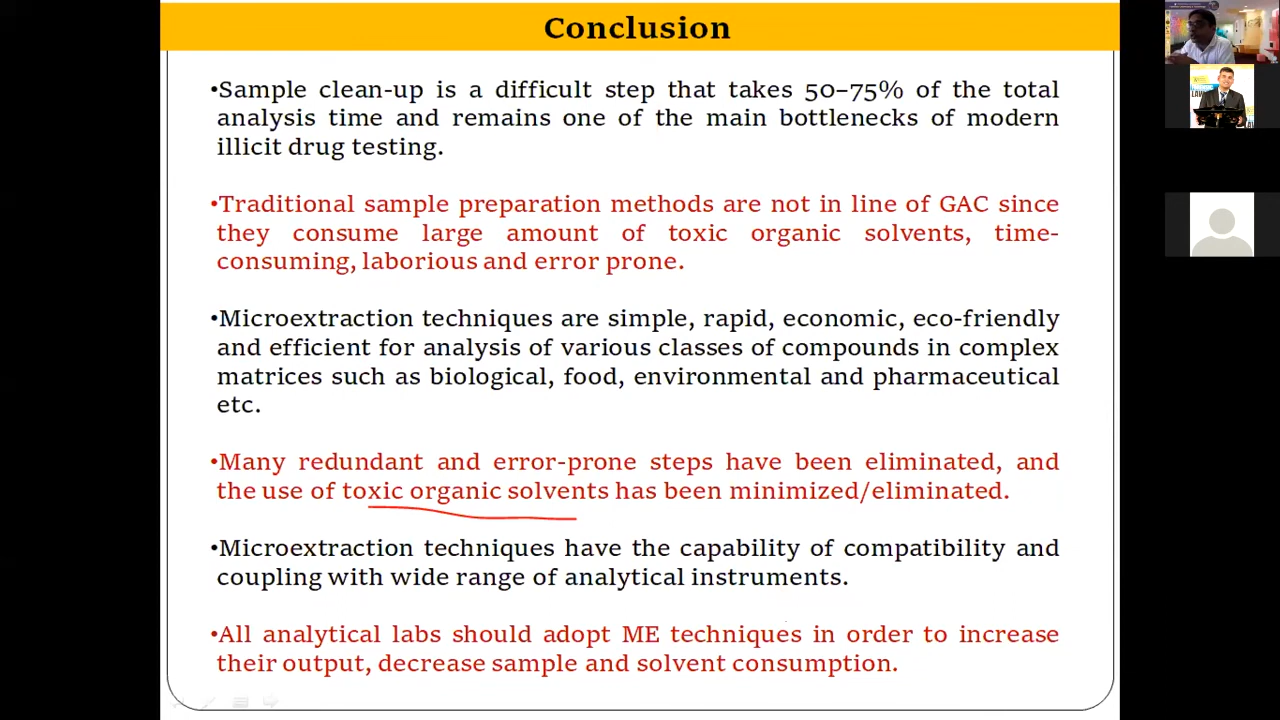 Conclusion
•Sample clean-up is a difficult step that takes 50–75% of the total
analysis time and remains one of the main bottlenecks of modern
illicit drug testing.
•Traditional sample preparation methods are not in line of GAC since
they consume large amount of toxic organic solvents, time-
consuming, laborious and error prone.
•Microextraction techniques are simple, rapid, economic, eco-friendly
and efficient for analysis of various classes of compounds in complex
matrices such as biological, food, environmental and pharmaceutical
etc.
•Many redundant and error-prone steps have been eliminated, and
the use of toxic organic solvents has been minimized/eliminated.
•Microextraction techniques have the capability of compatibility and
coupling with wide range of analytical instruments.
•All analytical labs should adopt ME techniques in order to increase
their output, decrease sample and solvent consumption.